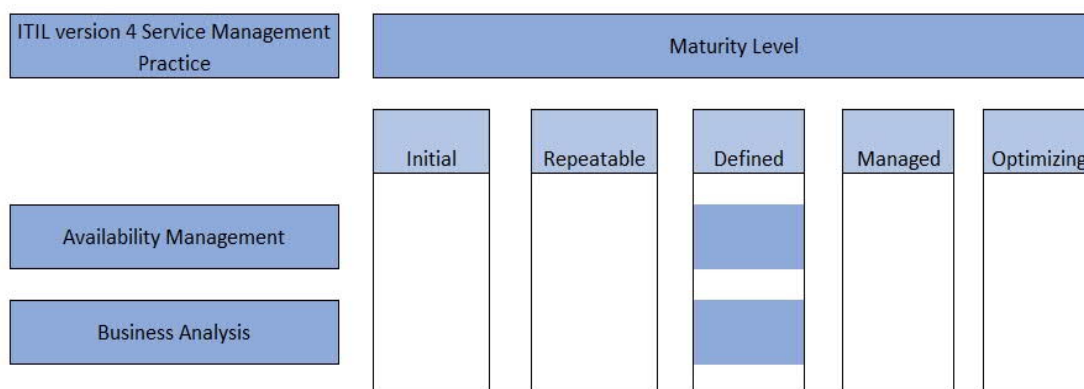 ITIL version 4 Service Management
Practice
Maturity Level
Initial
Repeatable
Defined
Managed
Optimizing
Availability Management
Business Analysis